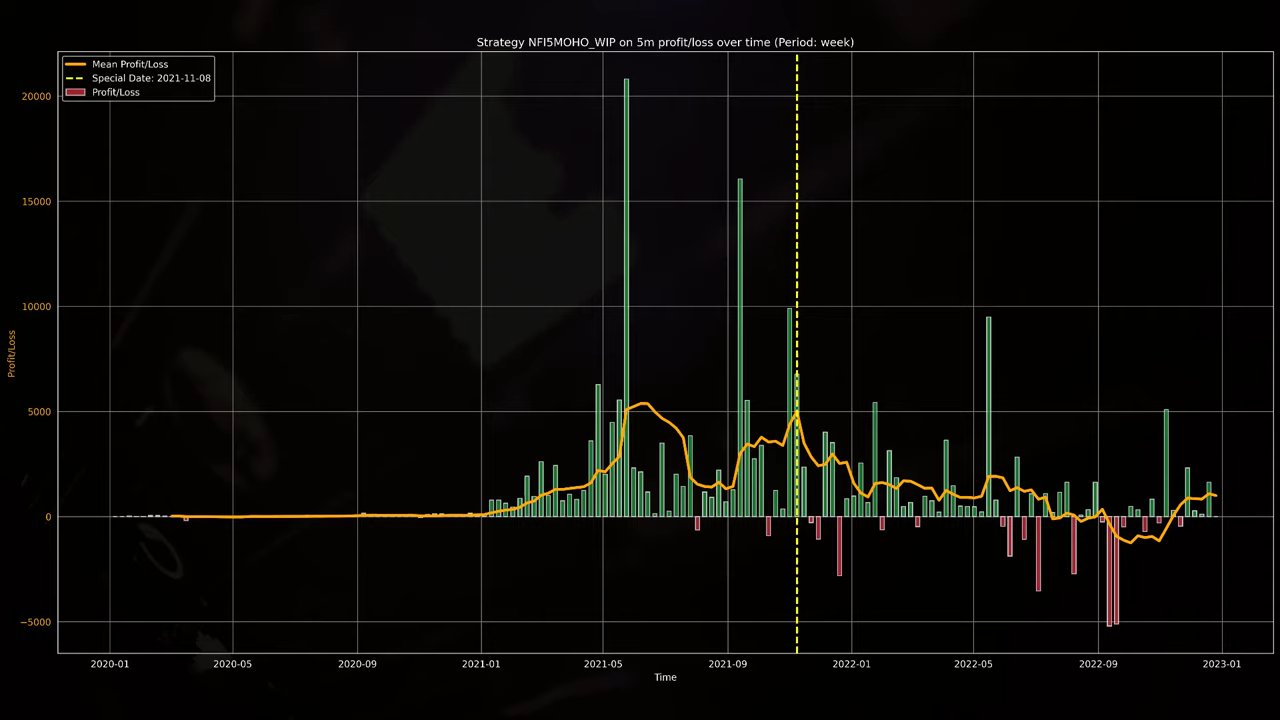 Strategy NFI5MOHO_WIP on 5m profit/loss over time (Period: week)
Mean Profit/Loss
Special Date: 2021-11-08
Profit/Loss
20000
15000
10000
5000
0
−5000
Profit/Loss
2020-01
2020-05
2020-09
2021-01
2021-05
2021-09
2022-01
2022-05
2022-09
2023-01
Time